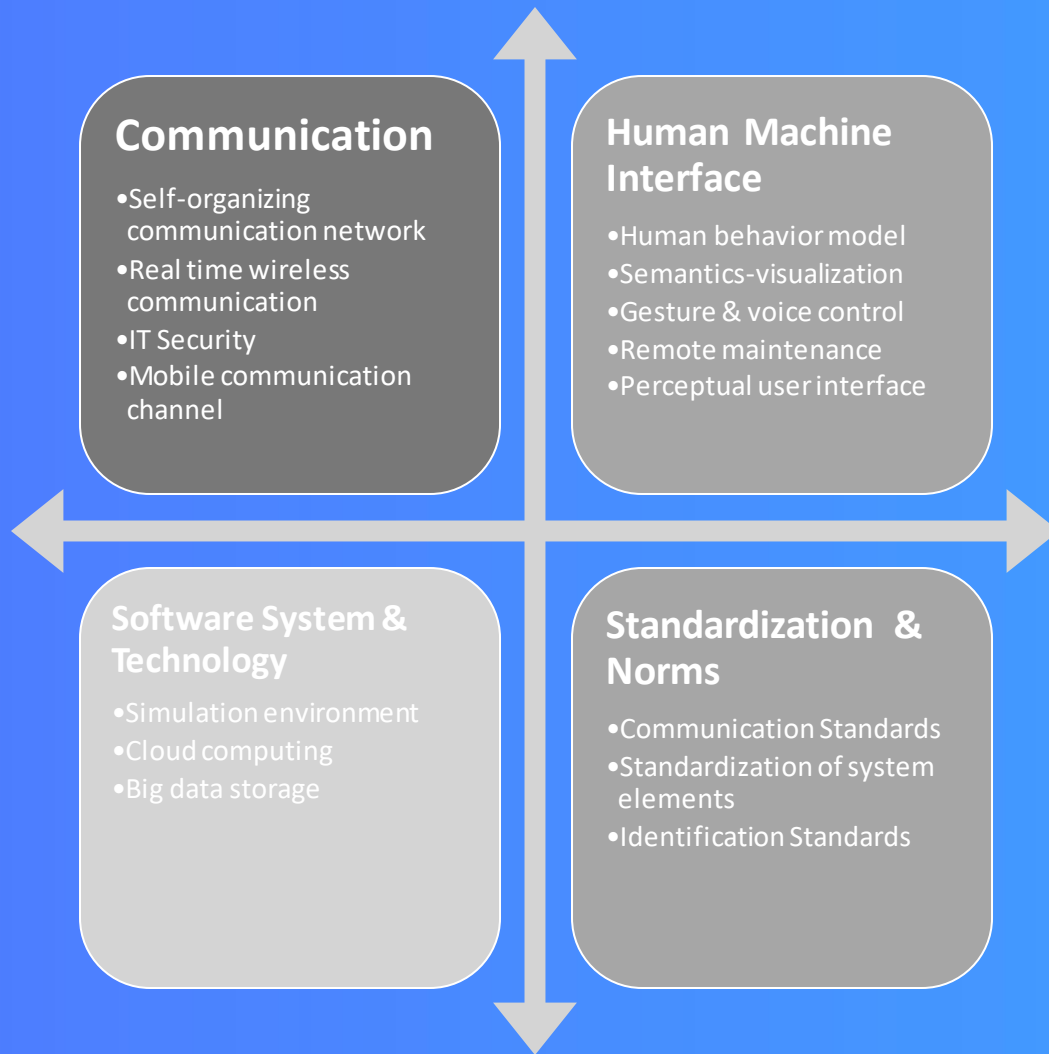 Communication
•Self-organizing
communication network
•Real time wireless
communication
•IT Security
•Mobile communication
channel
Human Machine
Interface
•Human behavior model
•Semantics-visualization
•Gesture & voice control
•Remote maintenance
•Perceptual user interface
Software System &
Technology
•Simulation environment
•Cloud computing
•Big data storage
Standardization &
Norms
•Communication Standards
•Standardization of system
elements
•Identification Standards